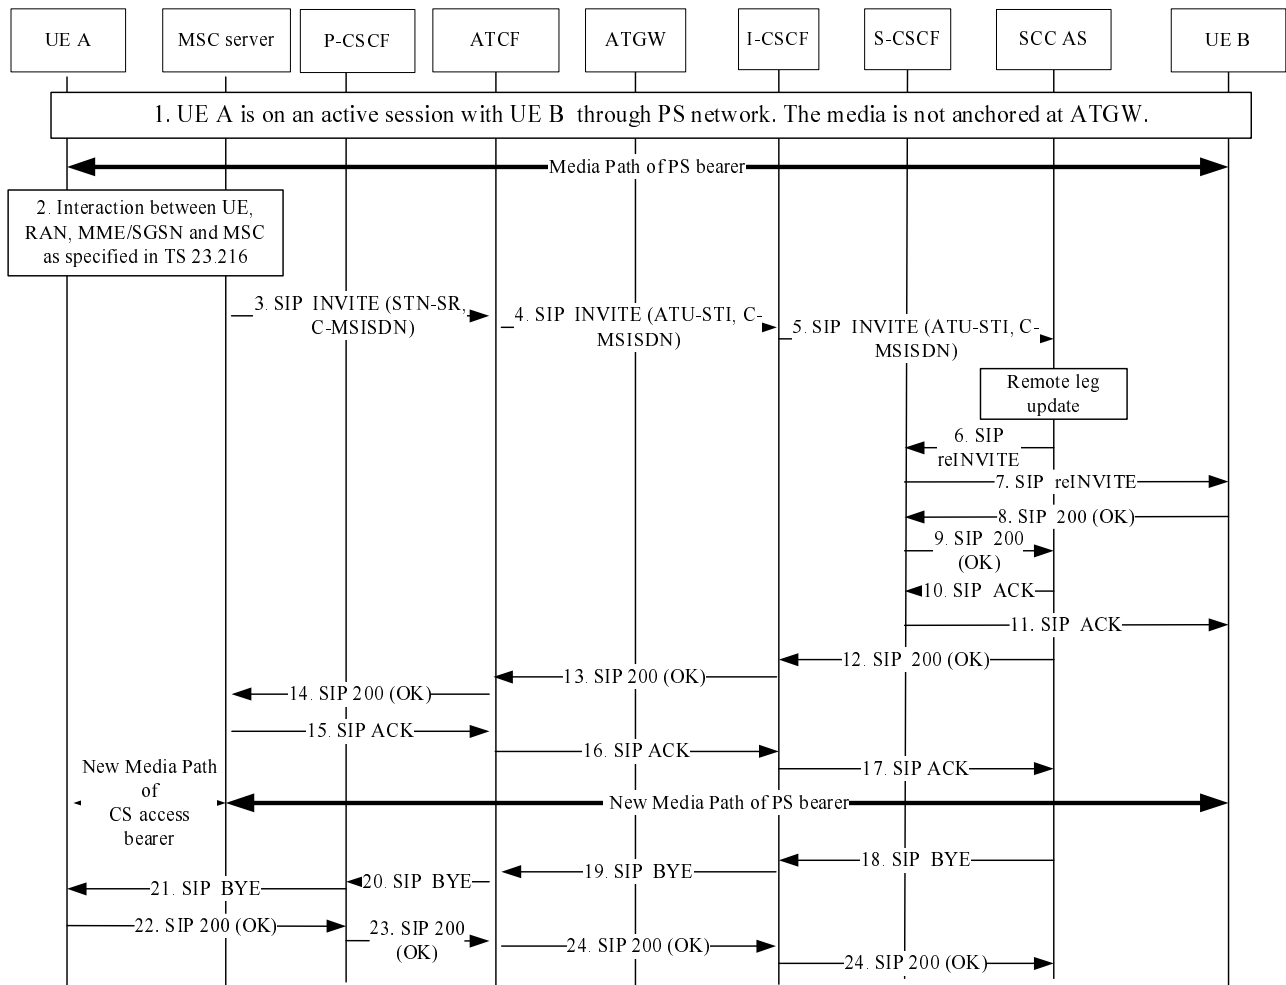 UE A
MSC server
P-CSCF
ATCF
ATGW
I-CSCF
S-CSCF
SCC AS
UE B
1. UE A is on an active session with UE B through PS network. The media is not anchored at ATGW.
Media Path of PS bearer
2. Interaction between UE,
RAN, MME/SGSN and MSC
as specified in TS 23.216
3. SIP INVITE (STN-SR,
C-MSISDN)
4. SIP INVITE (ATU-STI, C-
MSISDN)
5. SIP INVITE (ATU-STI, C-
MSISDN)
Remote leg
update
6. SIP
reINVITE
7. SIP reINVITE
8. SIP 200 (OK)
9. SIP 200
(OK)
10. SIP ACK
11. SIP ACK
12. SIP 200 (OK)
13. SIP 200 (OK)
14. SIP 200 (OK)
15. SIP ACK
16. SIP ACK
17. SIP ACK
New Media Path
of
CS access
bearer
New Media Path of PS bearer
18. SIP BYE
19. SIP BYE
20. SIP BYE
21. SIP BYE
22. SIP 200 (OK)
23. SIP 200
(OK)
24. SIP 200 (OK)
24. SIP 200 (OK)